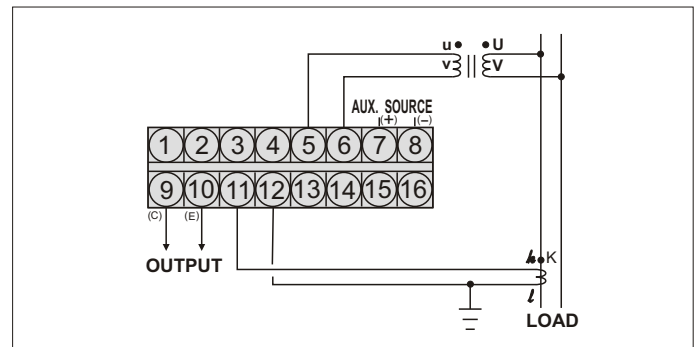 u U
v V
AUX. SOURCE
(+) (−)
1 2 3 4 5 6 7 8
9 10 11 12 13 14 15 16
(C) (E)
OUTPUT
k K
l
LOAD